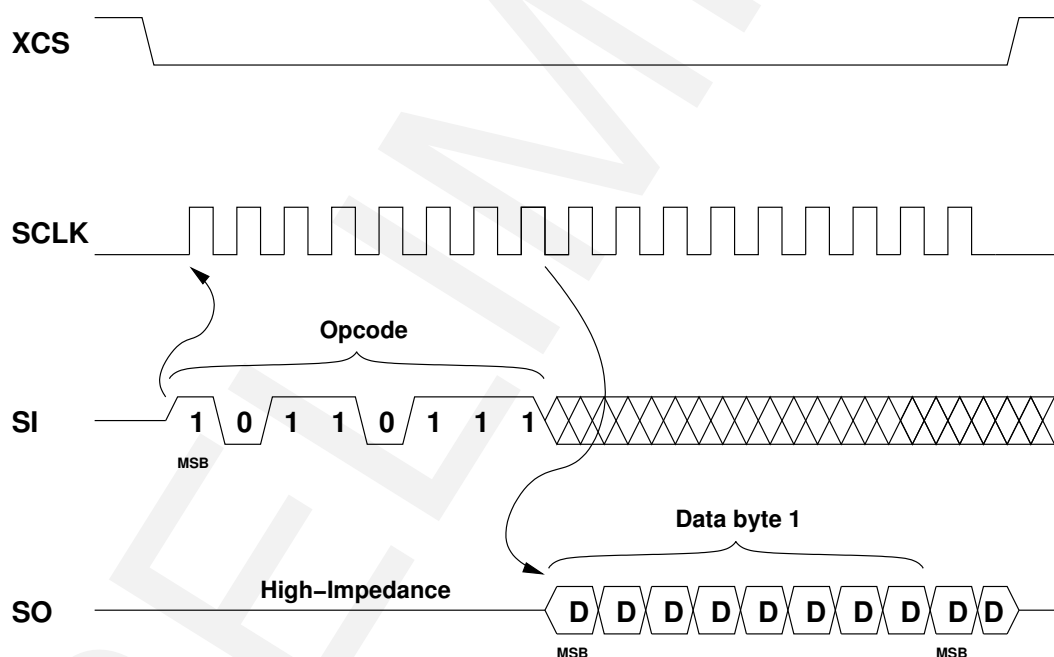 XCS
SCLK
Opcode
SI
1 0 1 1 0 1 1 1
MSB
Data byte 1
High−Impedance
SO
D D D D D D D D D D
MSB MSB